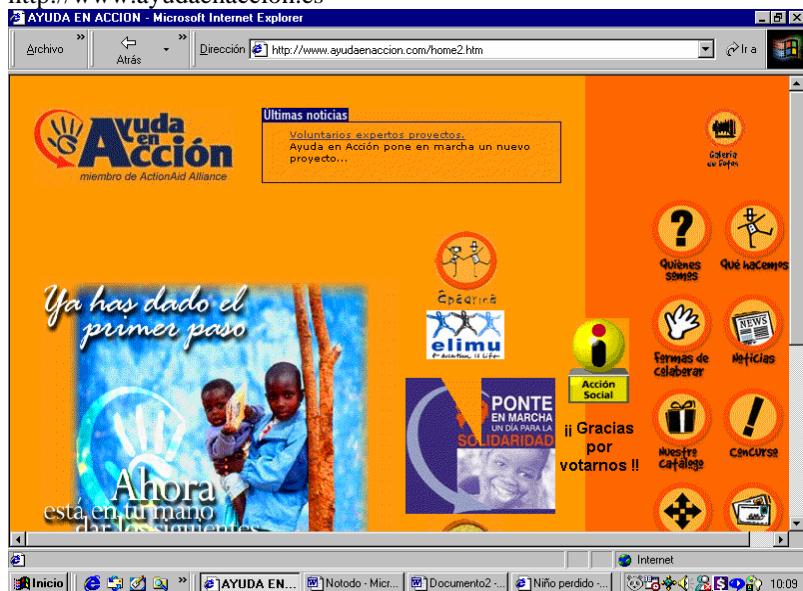 http://www.ayudaenaccion.es
AYUDA EN ACCION - Microsoft Internet Explorer
Archivo
Atrás
Dirección
http://www.ayudaenaccion.com/home2.htm
Ir a
Ayuda
en
Acción
miembro de ActionAid Alliance
Últimas noticias
Voluntarios expertos proyectos.
Ayuda en Acción pone en marcha un nuevo
proyecto...
Galería
de Fotos
Quiénes
somos
Qué hacemos
Ya has dado el
primer paso
elimu
Acción
Social
NEWS
Formas de
colaborar
Noticias
PONTE
EN MARCHA
UN DÍA PARA LA
SOLIDARIDAD
¡¡ Gracias
por
votarnos !!
Nuestro
catálogo
Concurso
Ahora
está en tu mano
dar los siguientes
Internet
Inicio
AYUDA EN...
Notodo - Micr...
Documento2 -...
Niño perdido -...
10:09